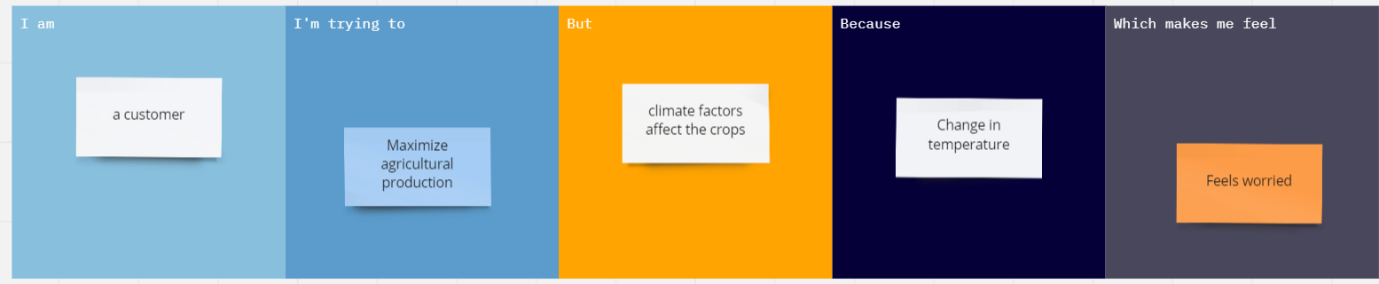 I am
a customer
I'm trying to
Maximize
agricultural
production
But
climate factors
affect the crops
Because
Change in
temperature
Which makes me feel
Feels worried